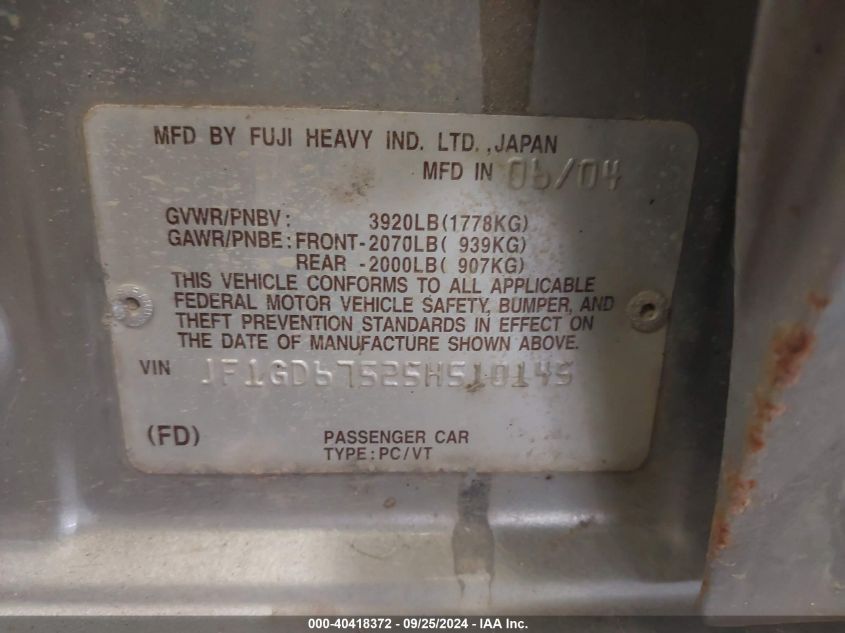 MFD BY FUJI HEAVY IND. LTD., JAPAN
MFD IN 06/04
GVWR/PNBV: 3920LB(1778KG)
GAWR/PNBE: FRONT-2070LB( 939KG)
REAR -2000LB( 907KG)
THIS VEHICLE CONFORMS TO ALL APPLICABLE
FEDERAL MOTOR VEHICLE SAFETY, BUMPER, AND
THEFT PREVENTION STANDARDS IN EFFECT ON
THE DATE OF MANUFACTURE SHOWN ABOVE.
VIN JF1GD67525H510145
(FD) PASSENGER CAR
TYPE: PC/VT
000-40418372 - 09/25/2024 - IAA Inc.